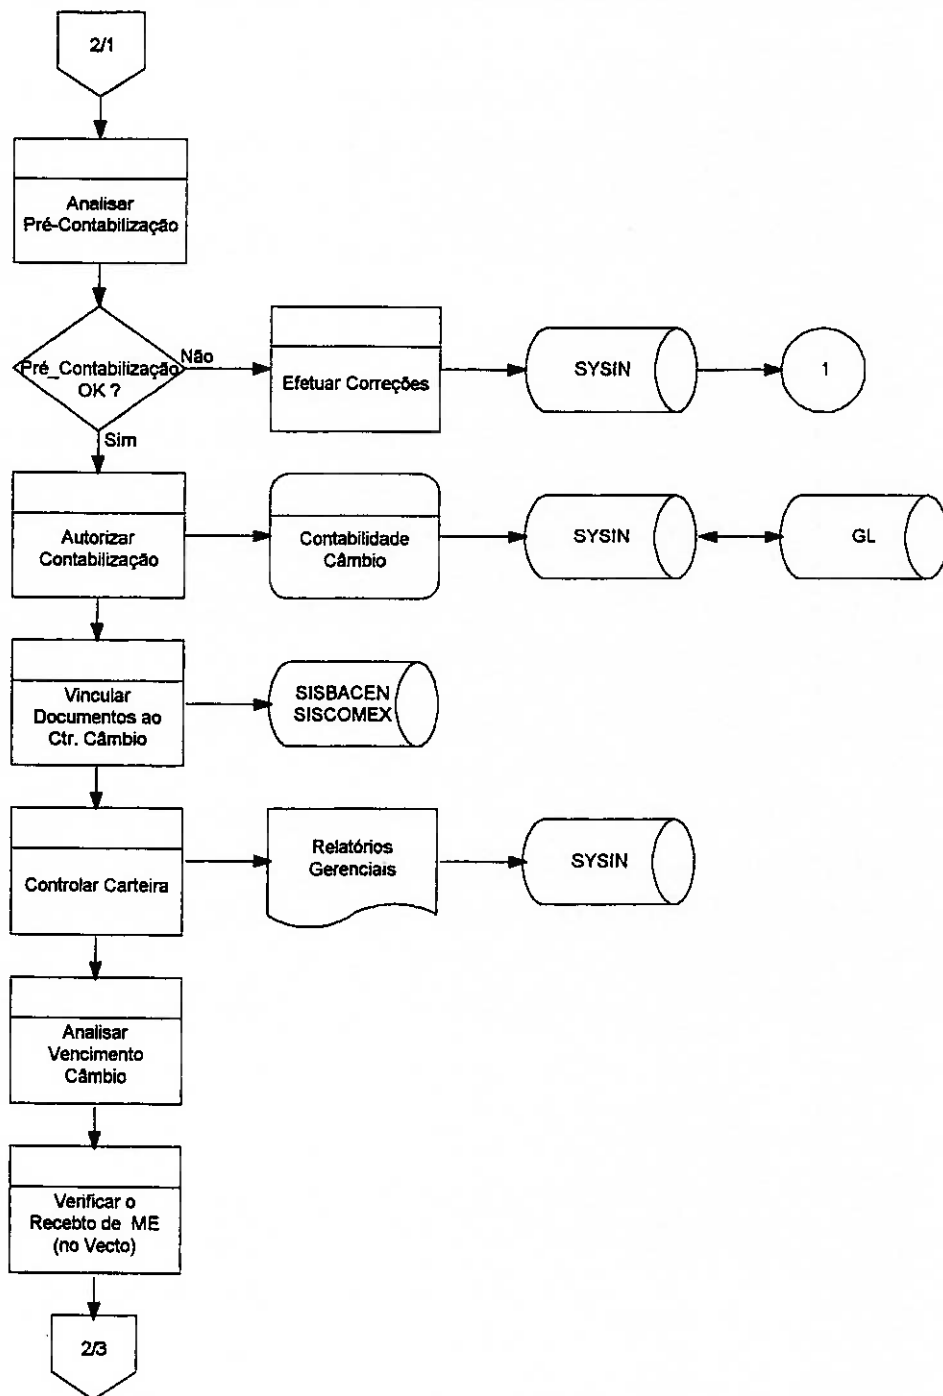 2/1
Analisar
Pré-Contabilização
Pré_Contabilização
OK ?
Não
Sim
Efetuar Correções
SYSIN
1
Autorizar
Contabilização
Contabilidade
Câmbio
SYSIN
GL
Vincular
Documentos ao
Ctr. Câmbio
SISBACEN
SISCOMEX
Controlar Carteira
Relatórios
Gerenciais
SYSIN
Analisar
Vencimento
Câmbio
Verificar o
Recebto de ME
(no Vecto)
2/3